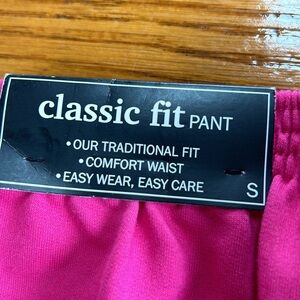 classic fit PANT
• OUR TRADITIONAL FIT
• COMFORT WAIST
• EASY WEAR, EASY CARE
S